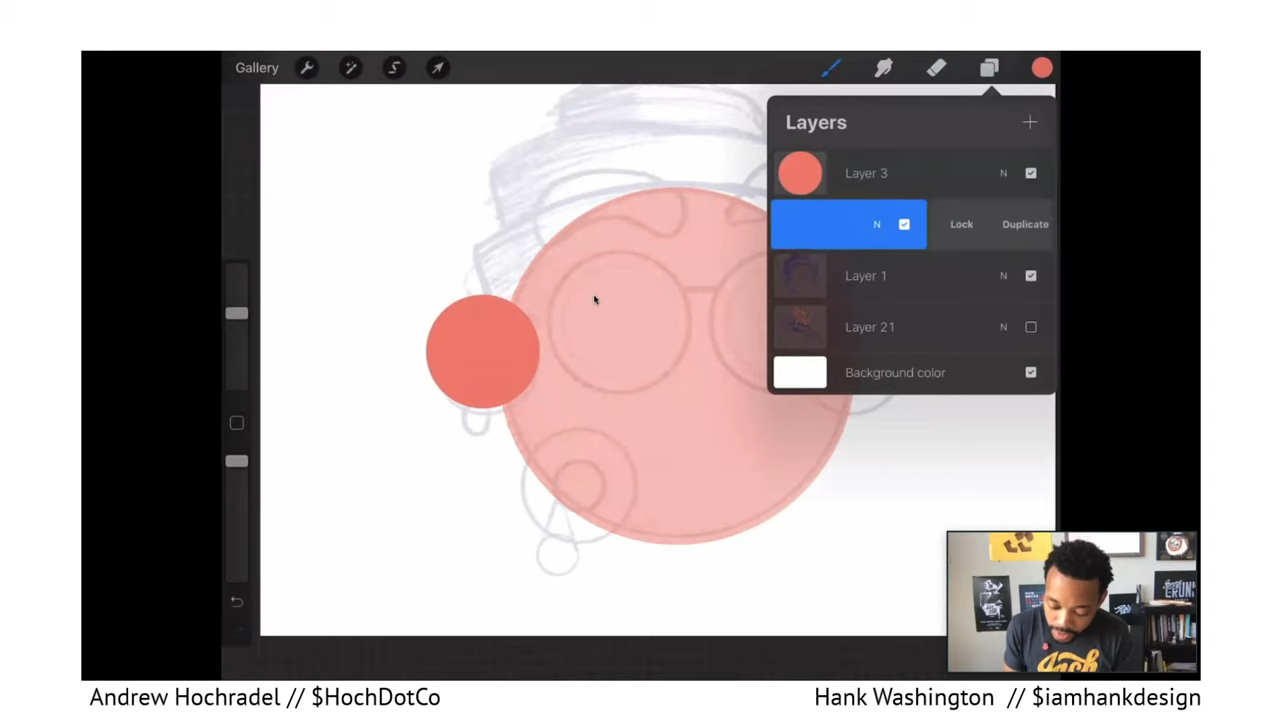 Gallery
Layers
Layer 3 N
N Lock Duplicate
Layer 1 N
Layer 21 N
Background color
Andrew Hochradel // $HochDotCo
Hank Washington // $iamhankdesign